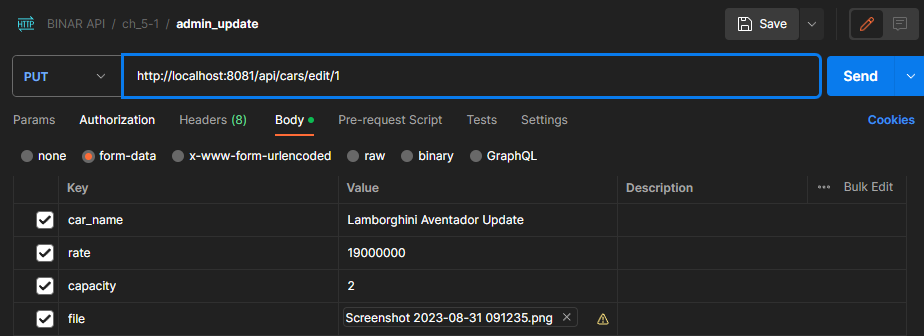 HTTP BINAR API / ch_5-1 / admin_update Save
PUT http://localhost:8081/api/cars/edit/1 Send
Params Authorization Headers (8) Body Pre-request Script Tests Settings Cookies
none form-data x-www-form-urlencoded raw binary GraphQL
Key Value Description ••• Bulk Edit
car_name Lamborghini Aventador Update
rate 19000000
capacity 2
file Screenshot 2023-08-31 091235.png